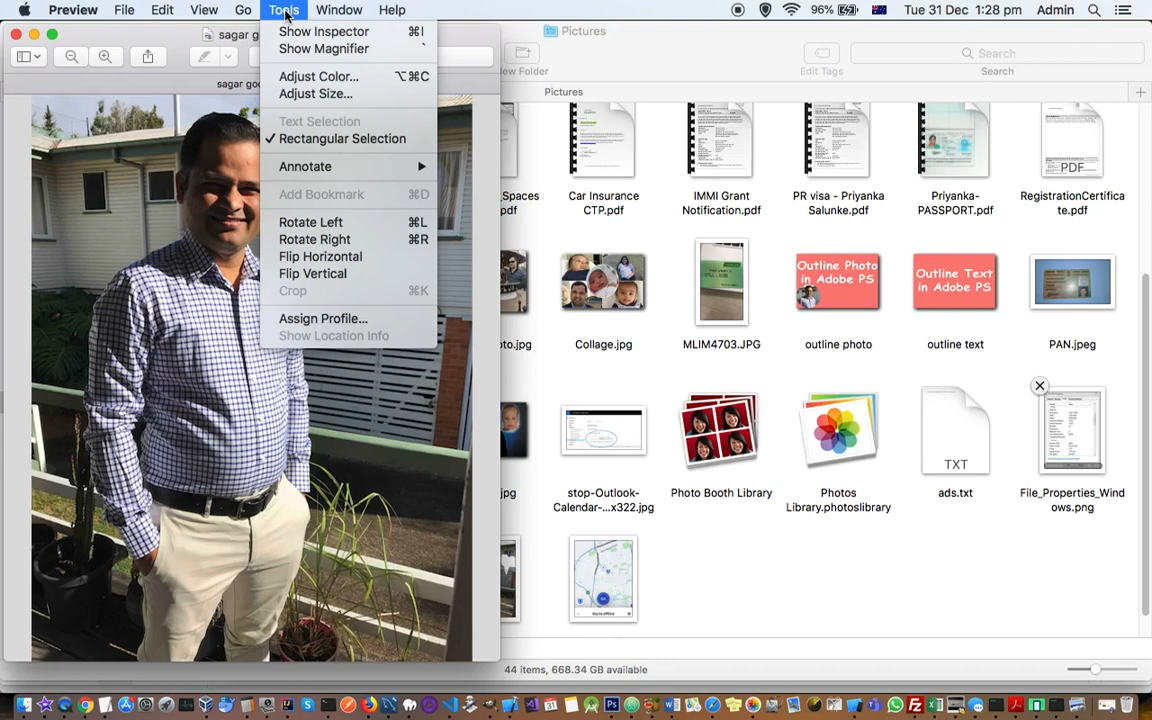 Preview File Edit View Go Tools Window Help 96% Tue 31 Dec 1:28 pm Admin
sagar go
Pictures
New Folder
Edit Tags
Search
Search
sagar goo
Pictures
Show Inspector ⌘I
Show Magnifier `
Adjust Color... ⌥⌘C
Adjust Size...
Text Selection
✓ Rectangular Selection
Annotate
Add Bookmark ⌘D
Rotate Left ⌘L
Rotate Right ⌘R
Flip Horizontal
Flip Vertical
Crop ⌘K
Assign Profile...
Show Location Info
_Spaces
pdf
Car Insurance
CTP.pdf
IMMI Grant
Notification.pdf
PR visa - Priyanka
Salunke.pdf
Priyanka-
PASSPORT.pdf
PDF
RegistrationCertifica
te.pdf
Outline Photo
in Adobe PS
Outline Text
in Adobe PS
oto.jpg
Collage.jpg
MLIM4703.JPG
outline photo
outline text
PAN.jpeg
TXT
jpg
stop-Outlook-
Calendar-...x322.jpg
Photo Booth Library
Photos
Library.photoslibrary
ads.txt
File_Properties_Wind
ows.png
44 items, 668.34 GB available